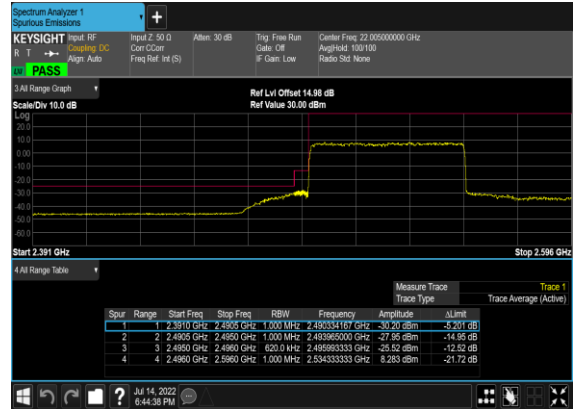 Spectrum Analyzer 1
Spurious Emissions
KEYSIGHT
R T
LXI PASS
Input: RF
Coupling: DC
Align: Auto
Input Z: 50 Ω
Corr CCorr
Freq Ref: Int (S)
Atten: 30 dB
Trig: Free Run
Gate: Off
IF Gain: Low
Center Freq: 22.005000000 GHz
Avg|Hold: 100/100
Radio Std: None
3 All Range Graph
Scale/Div 10.0 dB
Ref Lvl Offset 14.98 dB
Ref Value 30.00 dBm
Log
20.0
10.0
0.00
-10.0
-20.0
-30.0
-40.0
-50.0
-60.0
Start 2.391 GHz Stop 2.596 GHz
4 All Range Table
Measure Trace Trace 1
Trace Type Trace Average (Active)
Spur Range Start Freq Stop Freq RBW Frequency Amplitude ΔLimit
1 1 2.3910 GHz 2.4905 GHz 1.000 MHz 2.490334167 GHz -30.20 dBm -5.201 dB
2 2 2.4905 GHz 2.4950 GHz 1.000 MHz 2.493965000 GHz -27.95 dBm -14.95 dB
3 3 2.4950 GHz 2.4960 GHz 620.0 kHz 2.495993333 GHz -25.52 dBm -12.52 dB
4 4 2.4960 GHz 2.5960 GHz 1.000 MHz 2.534333333 GHz 8.283 dBm -21.72 dB
Jul 14, 2022
6:44:38 PM